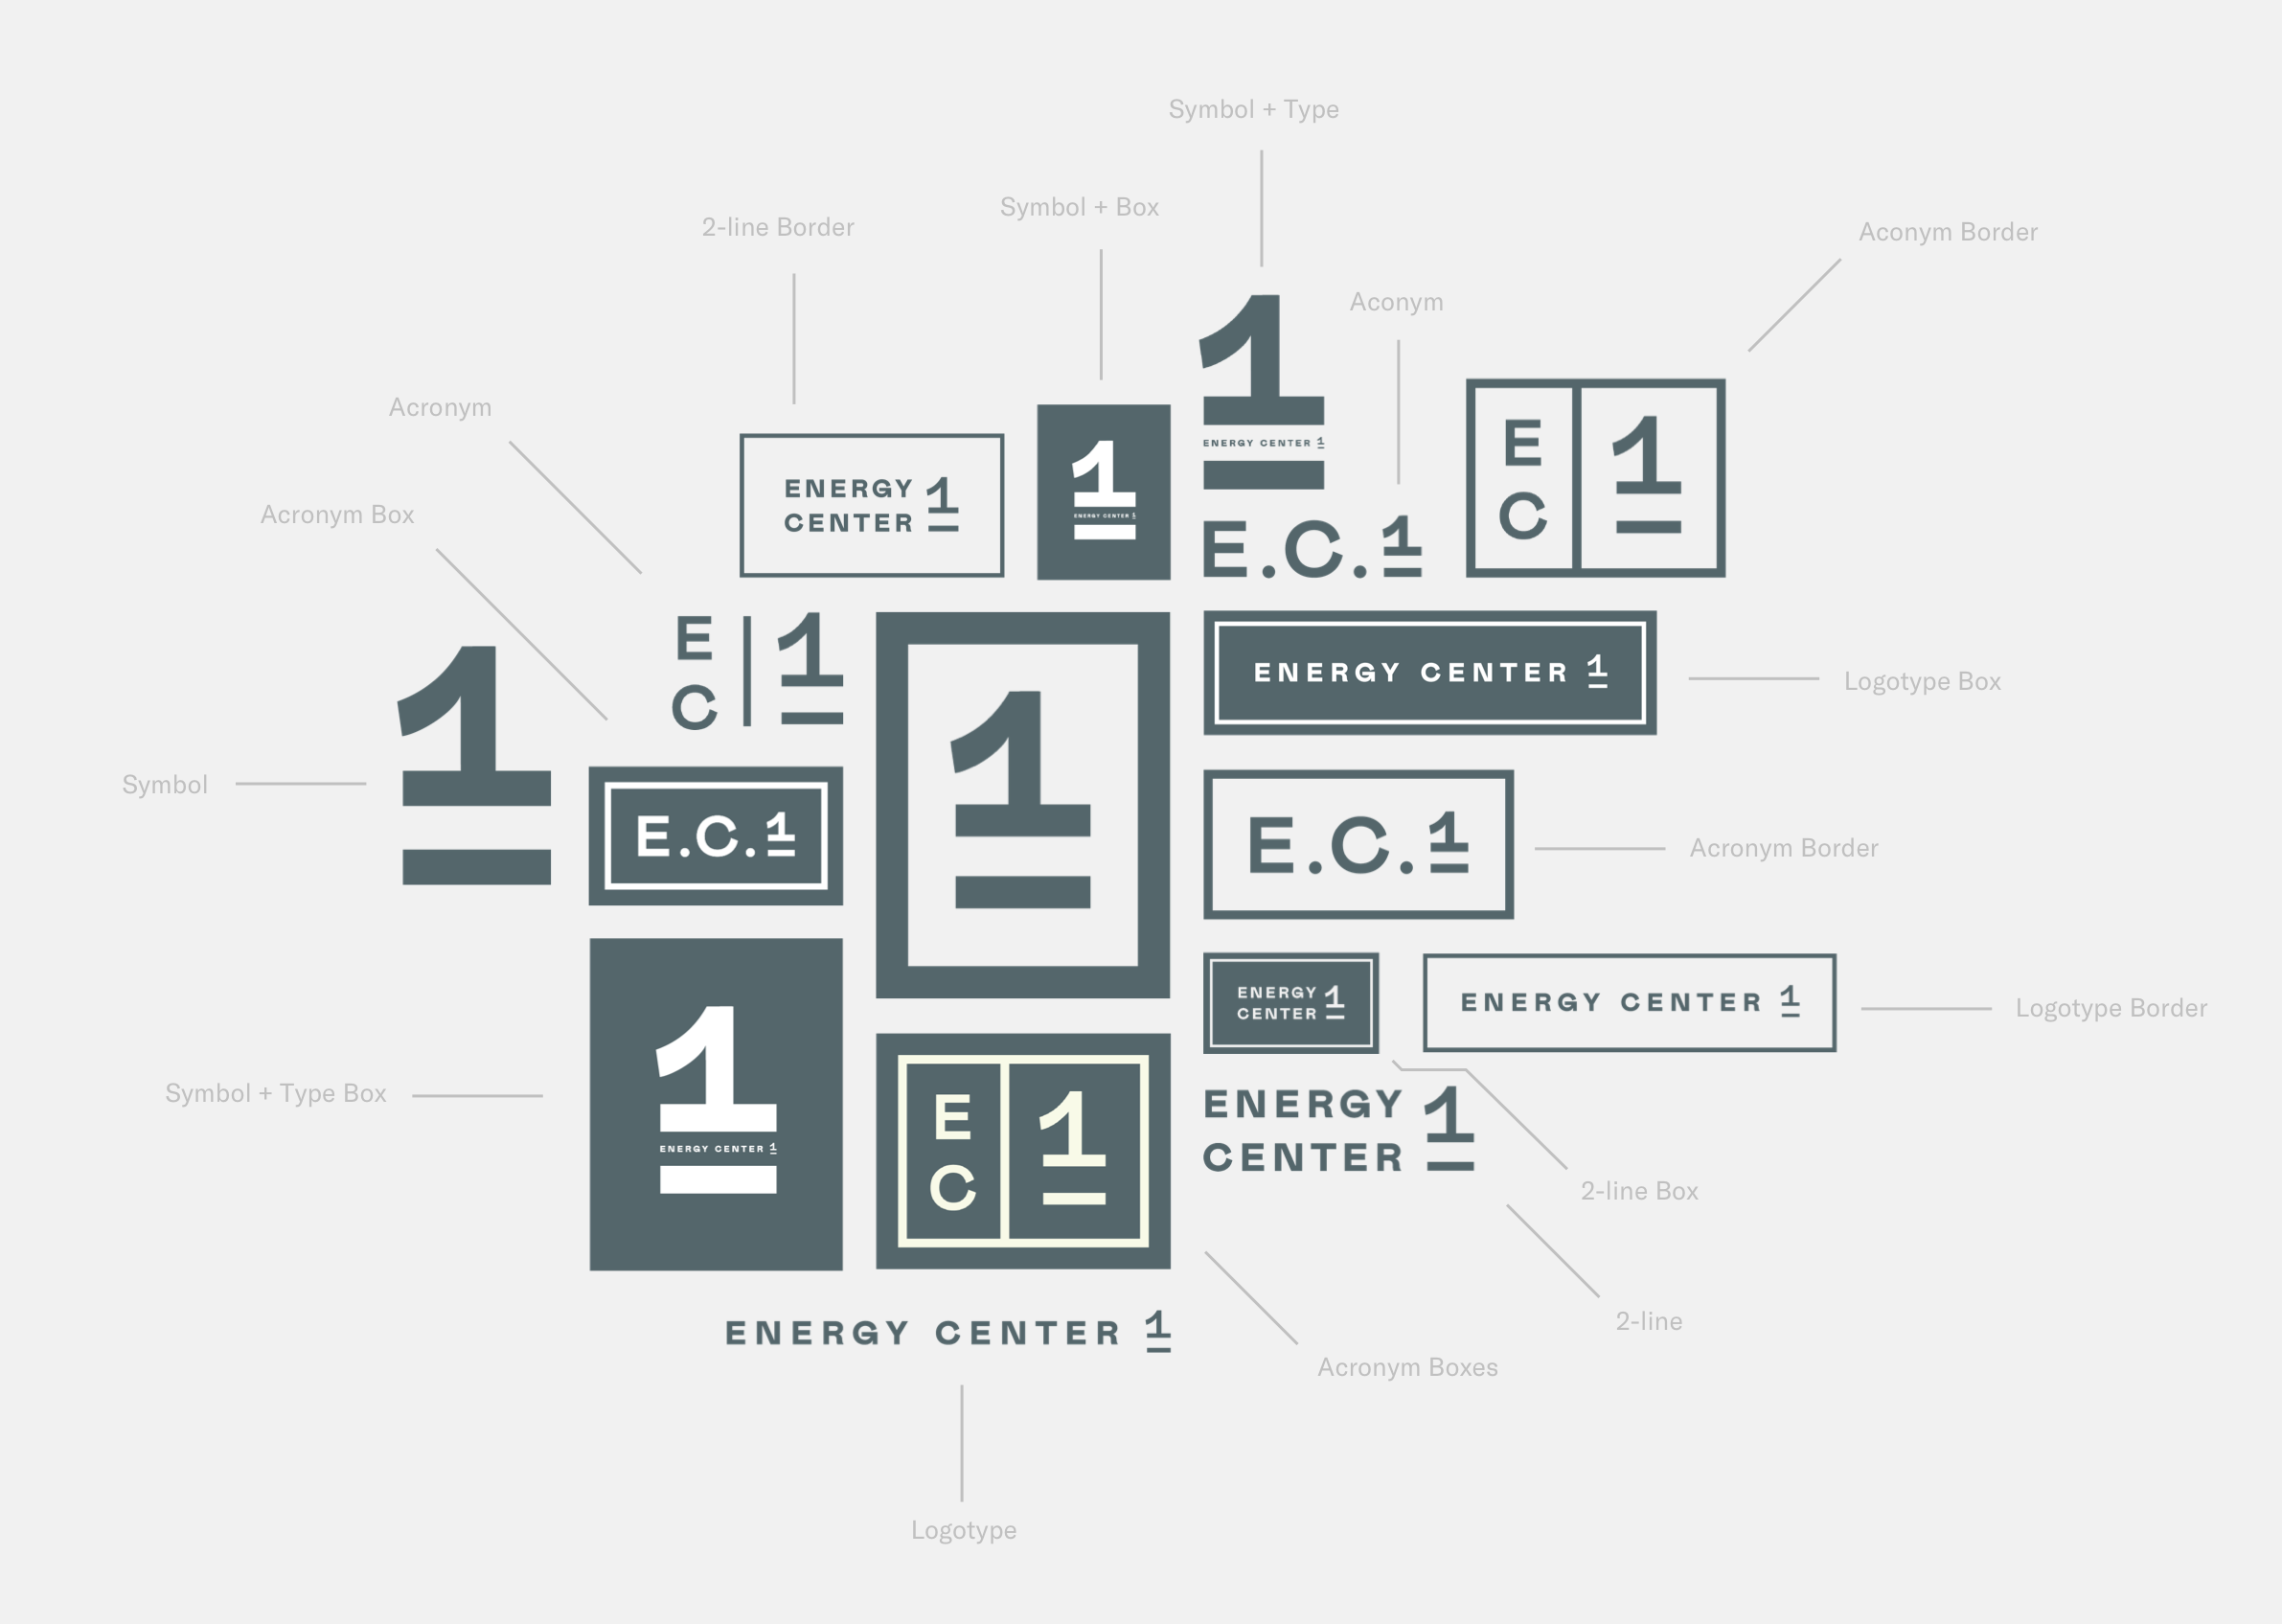 Symbol + Type
Symbol + Box
2-line Border
Aconym Border
Aconym
1
ENERGY CENTER 1
Acronym
ENERGY
CENTER 1
1
ENERGY CENTER 1
E
C
1
Acronym Box
E.C.1
E
C
1
1
1
ENERGY CENTER 1
Logotype Box
Symbol
E.C.1
E.C.1
Acronym Border
ENERGY
CENTER 1
ENERGY CENTER 1
Logotype Border
Symbol + Type Box
1
ENERGY CENTER 1
E
C
1
ENERGY
CENTER 1
2-line Box
2-line
ENERGY CENTER 1
Acronym Boxes
Logotype